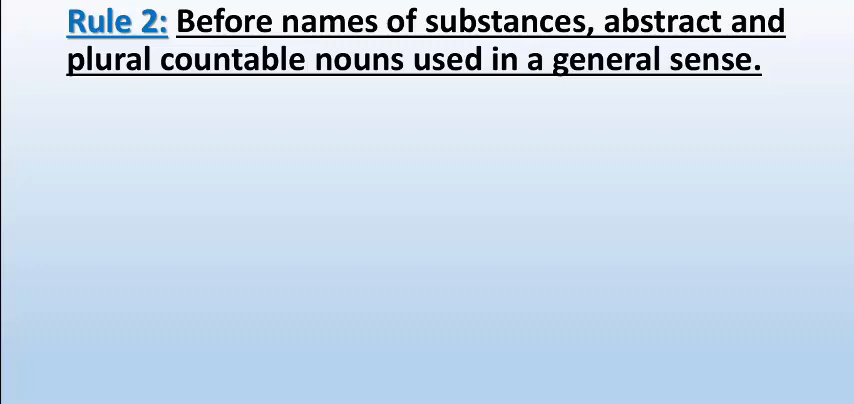 Rule 2: Before names of substances, abstract and
plural countable nouns used in a general sense.